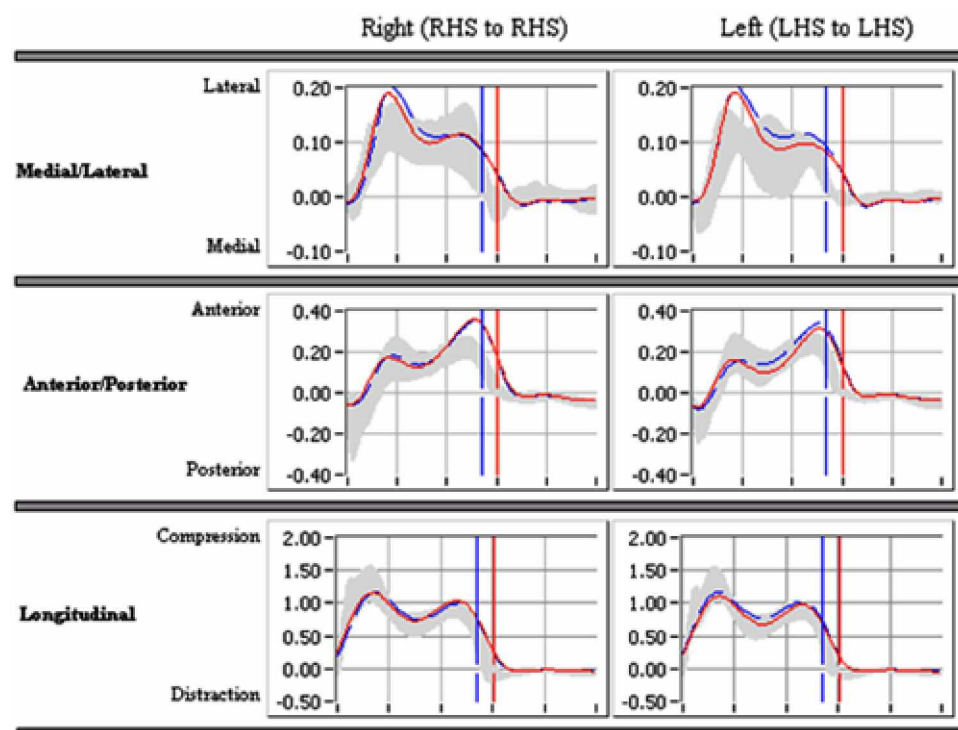 Right (RHS to RHS) Left (LHS to LHS)
Lateral
0.20 0.20
0.10 0.10
Medial/Lateral
0.00 0.00
Medial
-0.10 -0.10
Anterior
0.40 0.40
0.20 0.20
Anterior/Posterior
0.00 0.00
-0.20 -0.20
Posterior
-0.40 -0.40
Compression
2.00 2.00
1.50 1.50
1.00 1.00
Longitudinal
0.50 0.50
0.00 0.00
Distraction
-0.50 -0.50